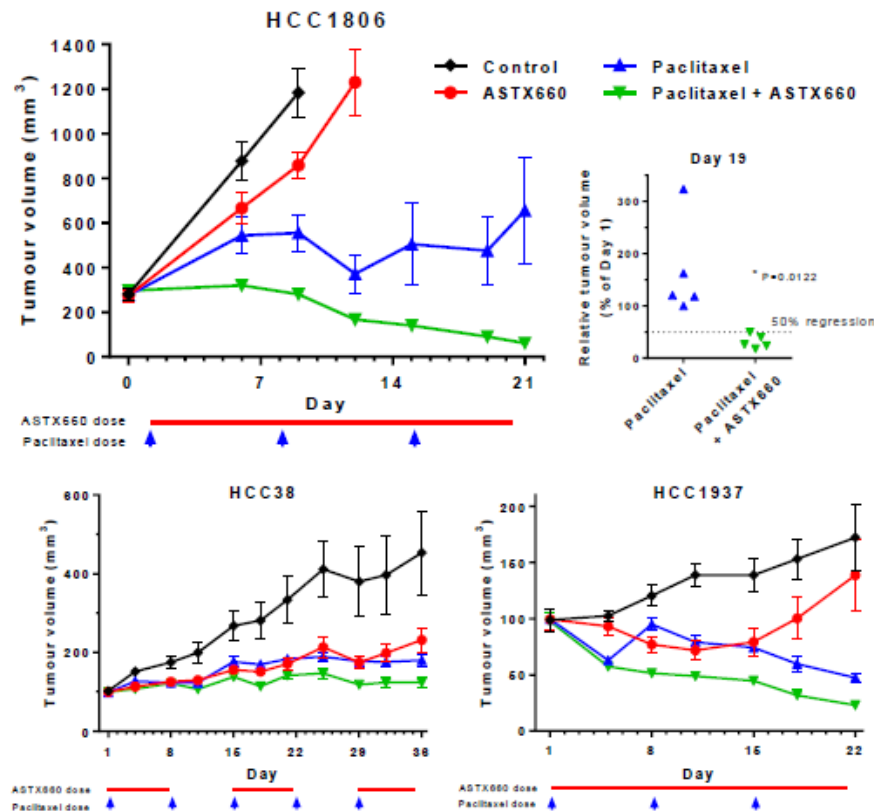 HCC1806
Tumour volume (mm³)
1400
1200
1000
800
600
400
200
0
0
7
14
21
Day
Control
ASTX660
Paclitaxel
Paclitaxel + ASTX660
ASTX660 dose
Paclitaxel dose
Day 19
Relative tumour volume
(% of Day 1)
300
200
150
100
50
0
* P=0.0122
50% regression
Paclitaxel
Paclitaxel
+ ASTX660
HCC38
Tumour volume (mm³)
600
400
200
0
1
8
16
22
29
36
Day
ASTX660 dose
Paclitaxel dose
HCC1937
Tumour volume (mm³)
200
150
100
50
0
1
8
15
22
Day
ASTX660 dose
Paclitaxel dose